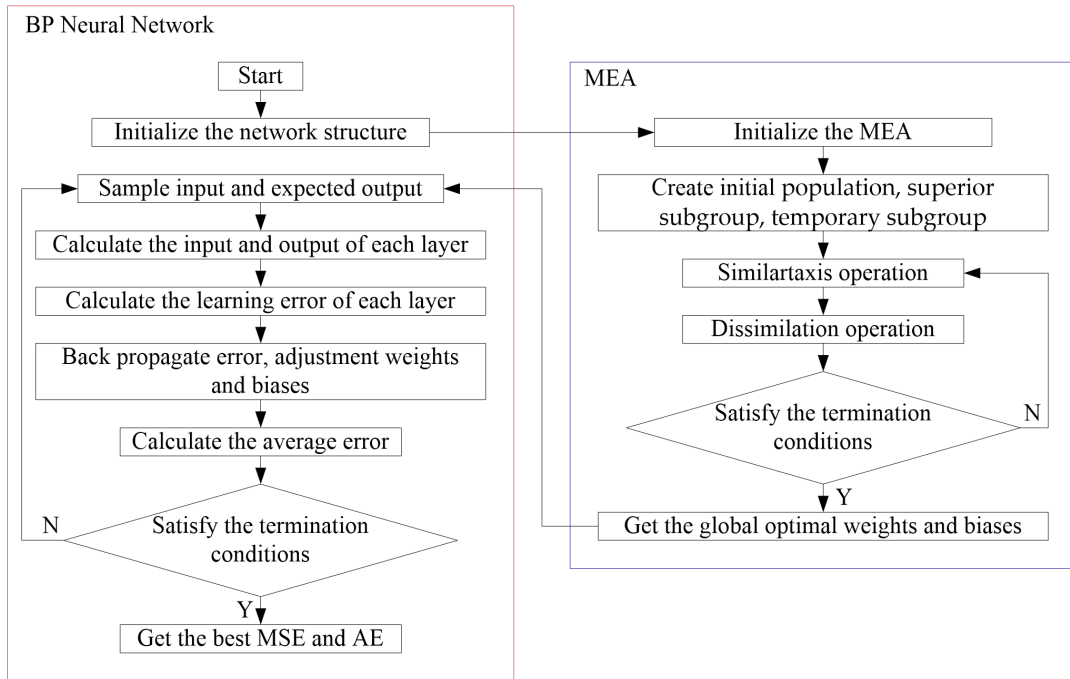 BP Neural Network
Start
Initialize the network structure
Sample input and expected output
Calculate the input and output of each layer
Calculate the learning error of each layer
Back propagate error, adjustment weights
and biases
Calculate the average error
Satisfy the termination
conditions
N
Y
Get the best MSE and AE
MEA
Initialize the MEA
Create initial population, superior
subgroup, temporary subgroup
Similartaxis operation
Dissimilation operation
Satisfy the termination
conditions
N
Y
Get the global optimal weights and biases